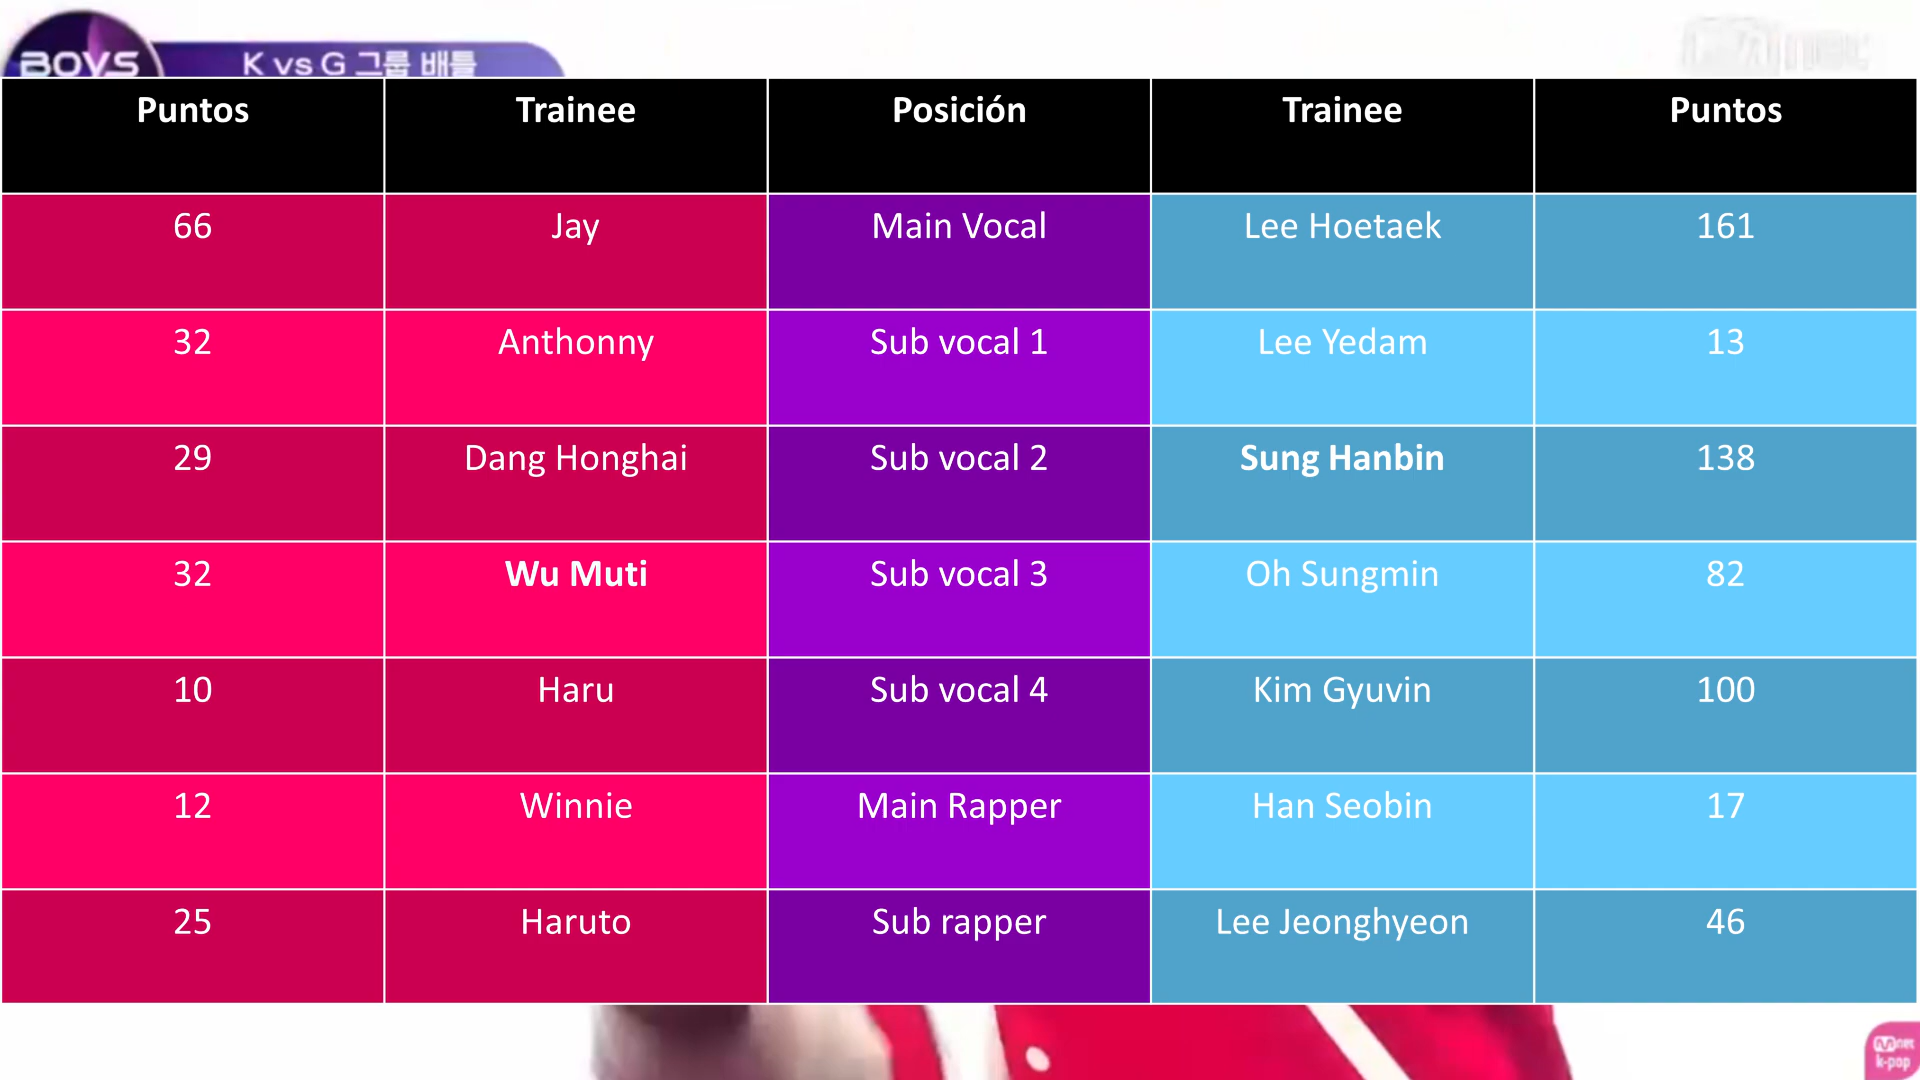 BOYS
K vs G 그룹 배틀
Puntos Trainee Posición Trainee Puntos
66 Jay Main Vocal Lee Hoetaek 161
32 Anthonny Sub vocal 1 Lee Yedam 13
29 Dang Honghai Sub vocal 2 Sung Hanbin 138
32 Wu Muti Sub vocal 3 Oh Sungmin 82
10 Haru Sub vocal 4 Kim Gyuvin 100
12 Winnie Main Rapper Han Seobin 17
25 Haruto Sub rapper Lee Jeonghyeon 46
Mnet
k-pop